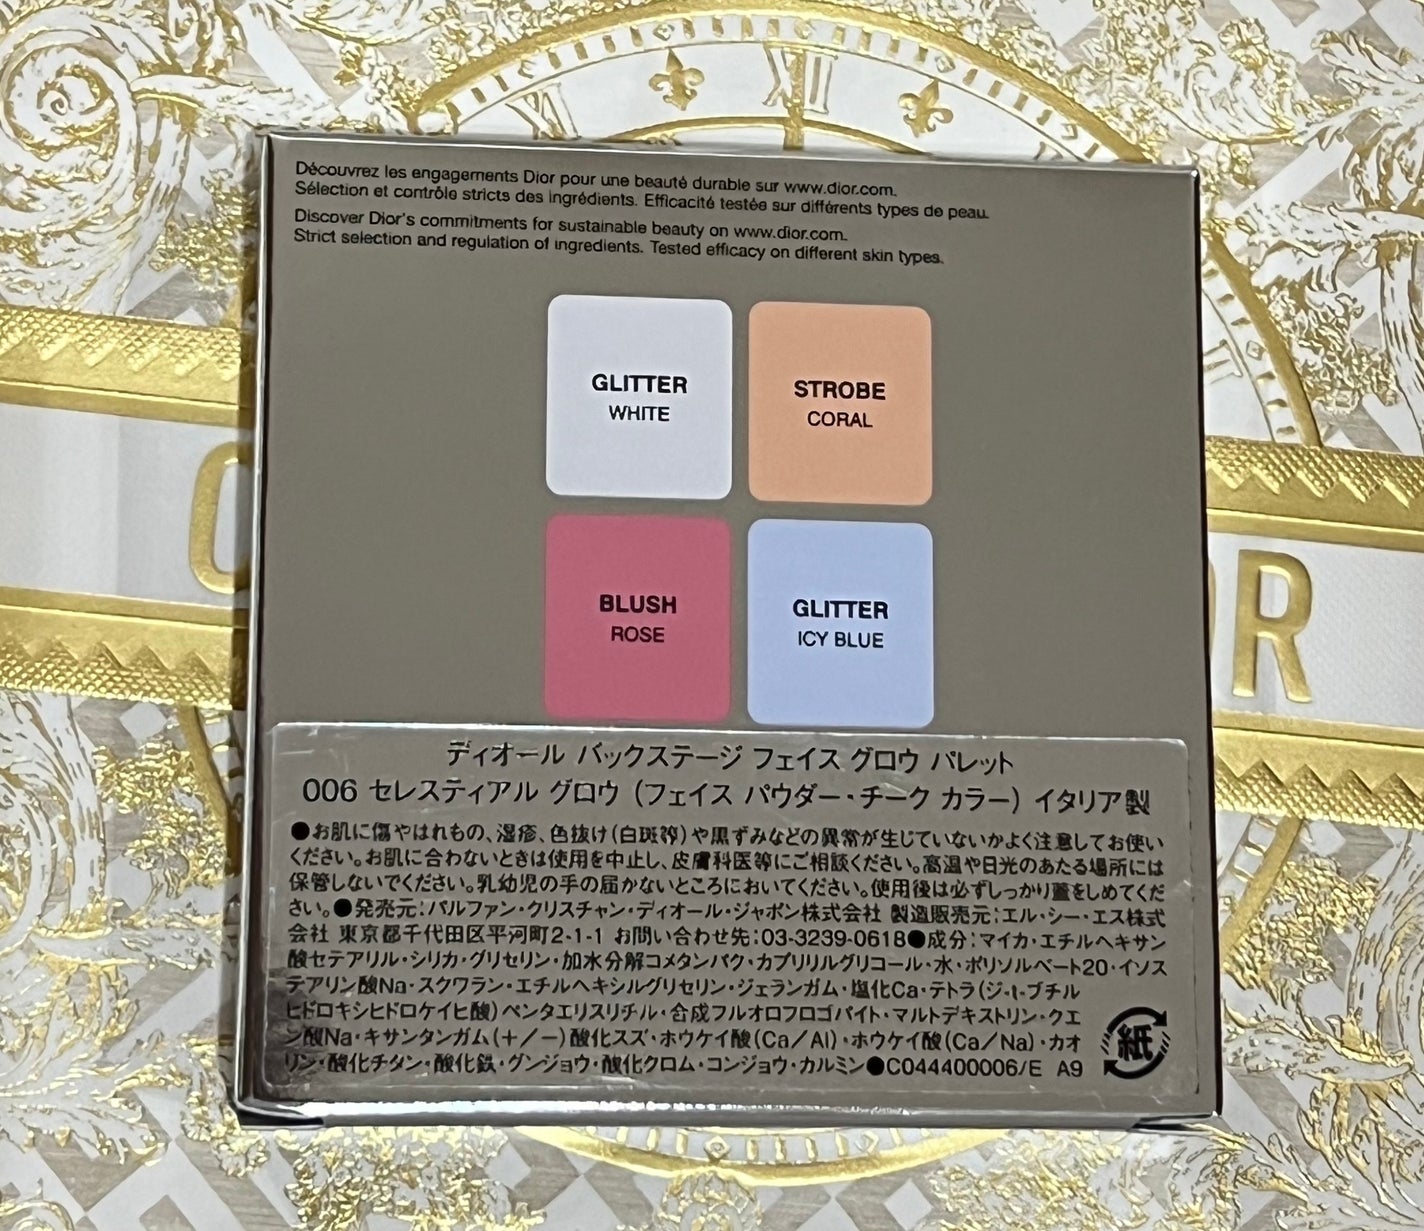 Découvrez les engagements Dior pour une beauté durable sur www.dior.com.
Sélection et contrôle stricts des ingrédients. Efficacité testée sur différents types de peau.
Discover Dior's commitments for sustainable beauty on www.dior.com.
Strict selection and regulation of ingredients. Tested efficacy on different skin types.
GLITTER
WHITE
STROBE
CORAL
BLUSH
ROSE
GLITTER
ICY BLUE
ディオール バックステージ フェイス グロウ パレット
006 セレスティアル グロウ (フェイス パウダー・チーク カラー) イタリア製
●お肌に傷やはれもの、湿疹、色抜け(白斑等)や黒ずみなどの異常が生じていないかよく注意してお使い
ください。お肌に合わないときは使用を中止し、皮膚科医等にご相談ください。高温や日光のあたる場所には
保管しないでください。乳幼児の手の届かないところにおいてください。使用後は必ずしっかり蓋をしめてくだ
さい。●発売元:パルファン・クリスチャン・ディオール・ジャポン株式会社 製造販売元:エル・シー・エス株式
会社 東京都千代田区平河町2-1-1 お問い合わせ先:03-3239-0618●成分:マイカ・エチルヘキサン
酸セテアリル・シリカ・グリセリン・加水分解コメタンパク・カプリリルグリコール・水・ポリソルベート20・イソス
テアリン酸Na・スクワラン・エチルヘキシルグリセリン・ジェランガム・塩化Ca・テトラ(ジ-t-ブチル
ヒドロキシヒドロケイヒ酸)ペンタエリスリチル・合成フルオロフロゴパイト・マルトデキストリン・クエ
ン酸Na・キサンタンガム(+/-)酸化スズ・ホウケイ酸(Ca/Al)・ホウケイ酸(Ca/Na)・カオ
リン・酸化チタン・酸化鉄・グンジョウ・酸化クロム・コンジョウ・カルミン●C044400006/E A9
紙